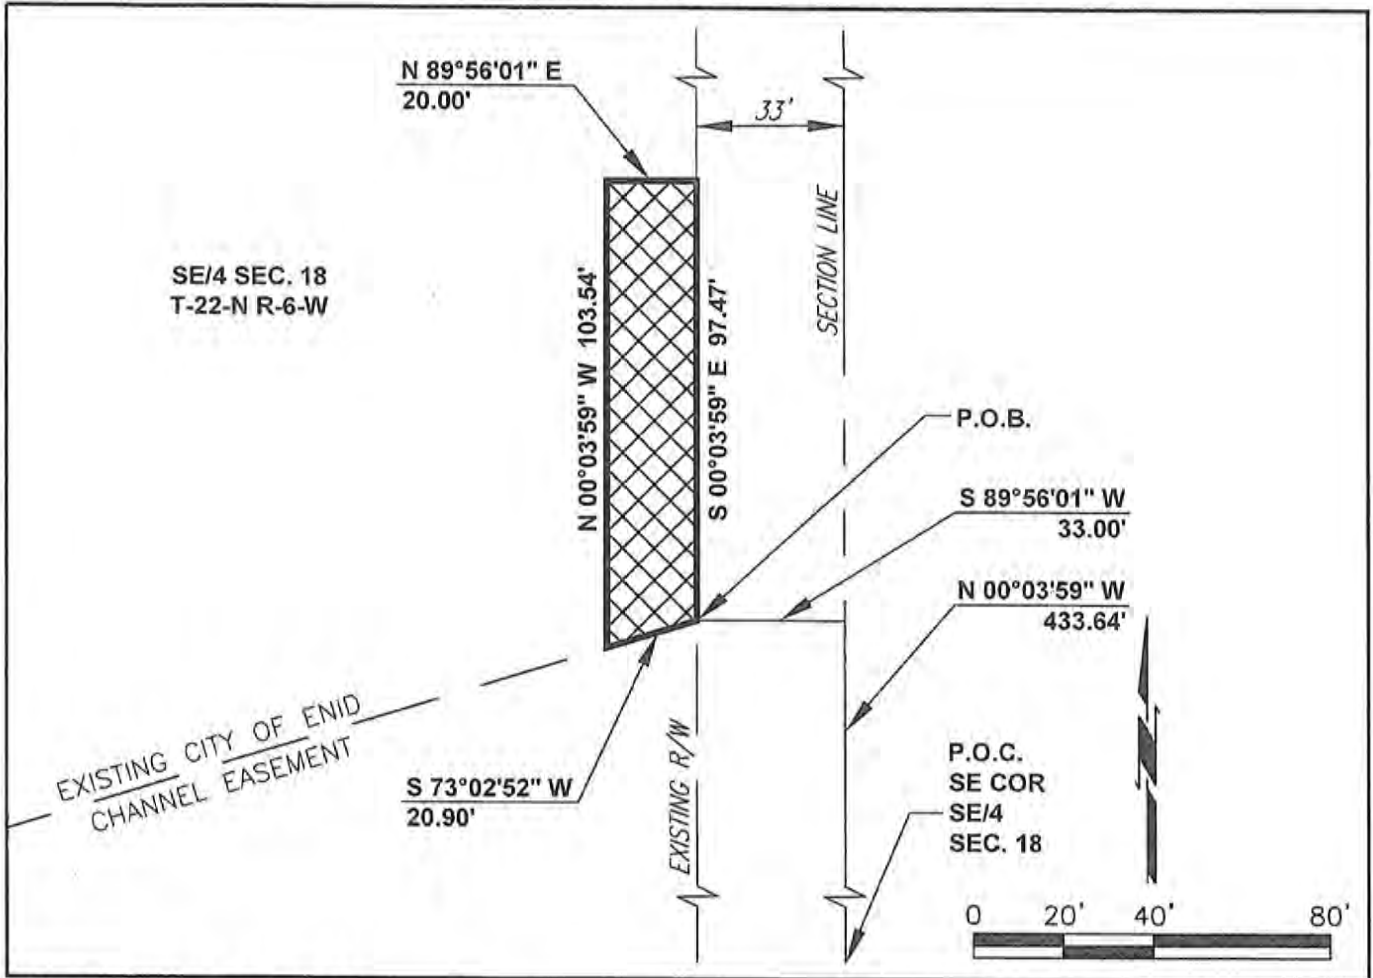 N 89°56'01" E
20.00'
33'
SE/4 SEC. 18
T-22-N R-6-W
N 00°03'59" W 103.54'
S 00°03'59" E 97.47'
SECTION LINE
P.O.B.
S 89°56'01" W
33.00'
N 00°03'59" W
433.64'
EXISTING CITY OF ENID
CHANNEL EASEMENT
S 73°02'52" W
20.90'
EXISTING R/W
P.O.C.
SE COR
SE/4
SEC. 18
0 20' 40' 80'